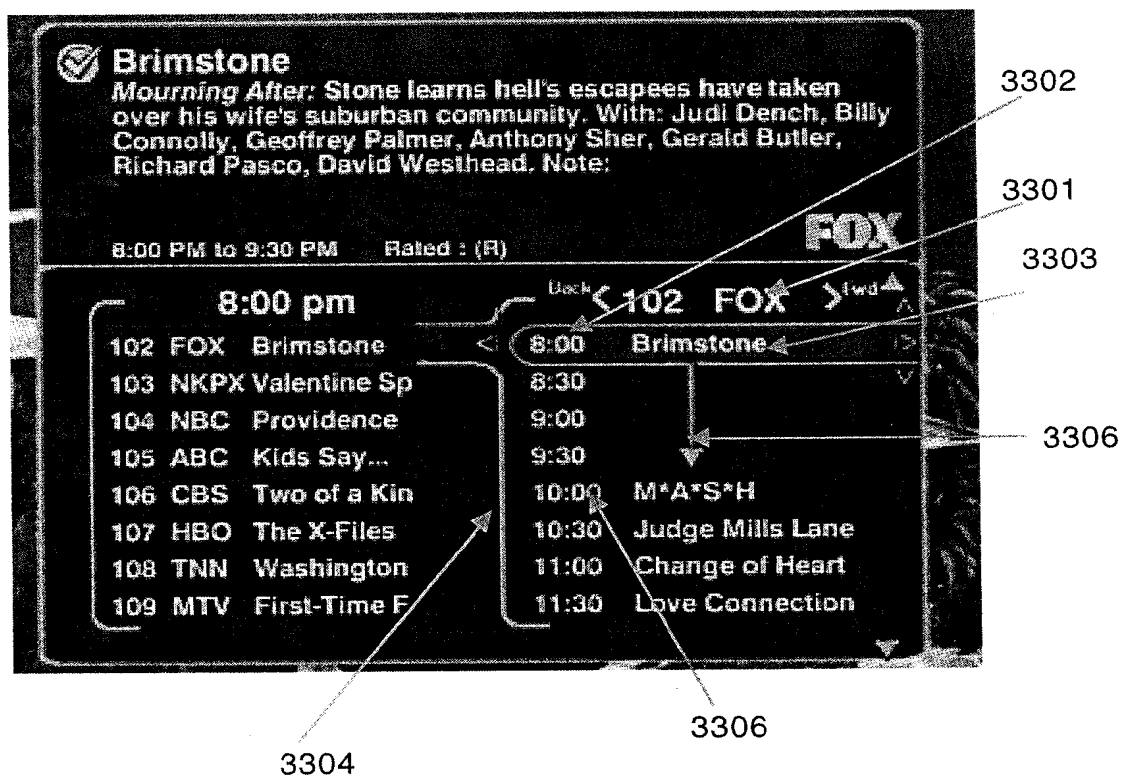 Brimstone
Mourning After: Stone learns hell's escapees have taken
over his wife's suburban community. With: Judi Dench, Billy
Connolly, Geoffrey Palmer, Anthony Sher, Gerald Butler,
Richard Pasco, David Westhead. Note:
FOX
8:00 PM to 9:30 PM Rated : (R)
8:00 pm
102 FOX Brimstone
103 NKPX Valentine Sp
104 NBC Providence
105 ABC Kids Say...
106 CBS Two of a Kin
107 HBO The X-Files
108 TNN Washington
109 MTV First-Time F
Back < 102 FOX > Fwd
8:00 Brimstone
8:30
9:00
9:30
10:00 M*A*S*H
10:30 Judge Mills Lane
11:00 Change of Heart
11:30 Love Connection
3302
3301
3303
3306
3306
3304